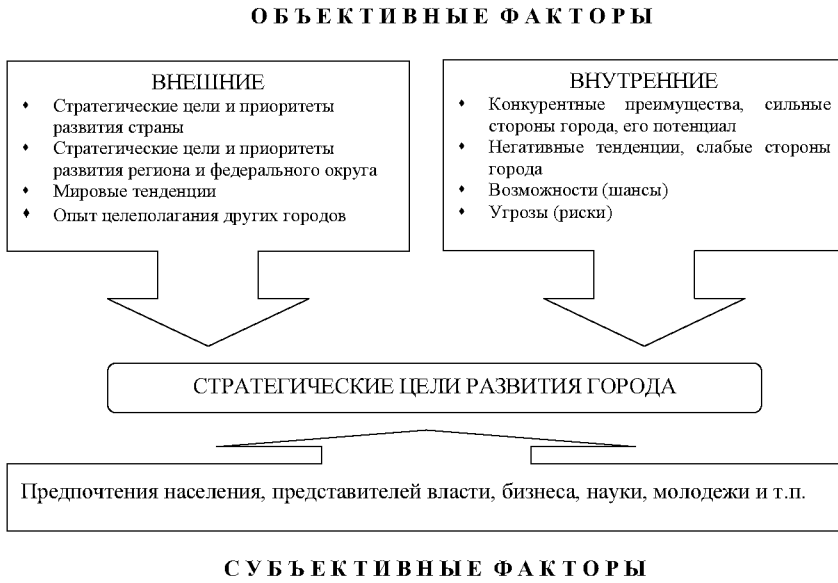 ОБЪЕКТИВНЫЕ ФАКТОРЫ
ВНЕШНИЕ
♦ Стратегические цели и приоритеты
развития страны
♦ Стратегические цели и приоритеты
развития региона и федерального округа
♦ Мировые тенденции
♦ Опыт целеполагания других городов
ВНУТРЕННИЕ
♦ Конкурентные преимущества, сильные
стороны города, его потенциал
♦ Негативные тенденции, слабые стороны
города
♦ Возможности (шансы)
♦ Угрозы (риски)
СТРАТЕГИЧЕСКИЕ ЦЕЛИ РАЗВИТИЯ ГОРОДА
Предпочтения населения, представителей власти, бизнеса, науки, молодежи и т.п.
СУБЪЕКТИВНЫЕ ФАКТОРЫ